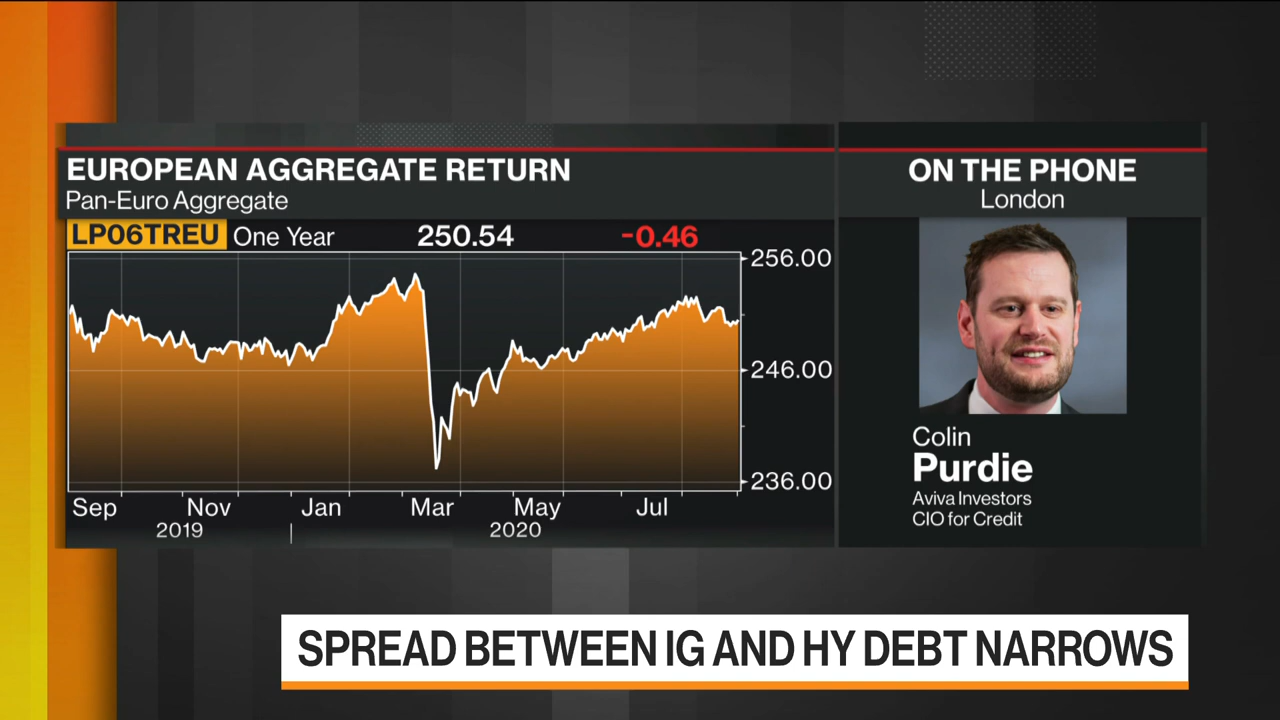 EUROPEAN AGGREGATE RETURN
Pan-Euro Aggregate
LP06TREU One Year 250.54 -0.46
256.00
246.00
236.00
Sep Nov Jan Mar May Jul
2019 2020
ON THE PHONE
London
Colin
Purdie
Aviva Investors
CIO for Credit
SPREAD BETWEEN IG AND HY DEBT NARROWS